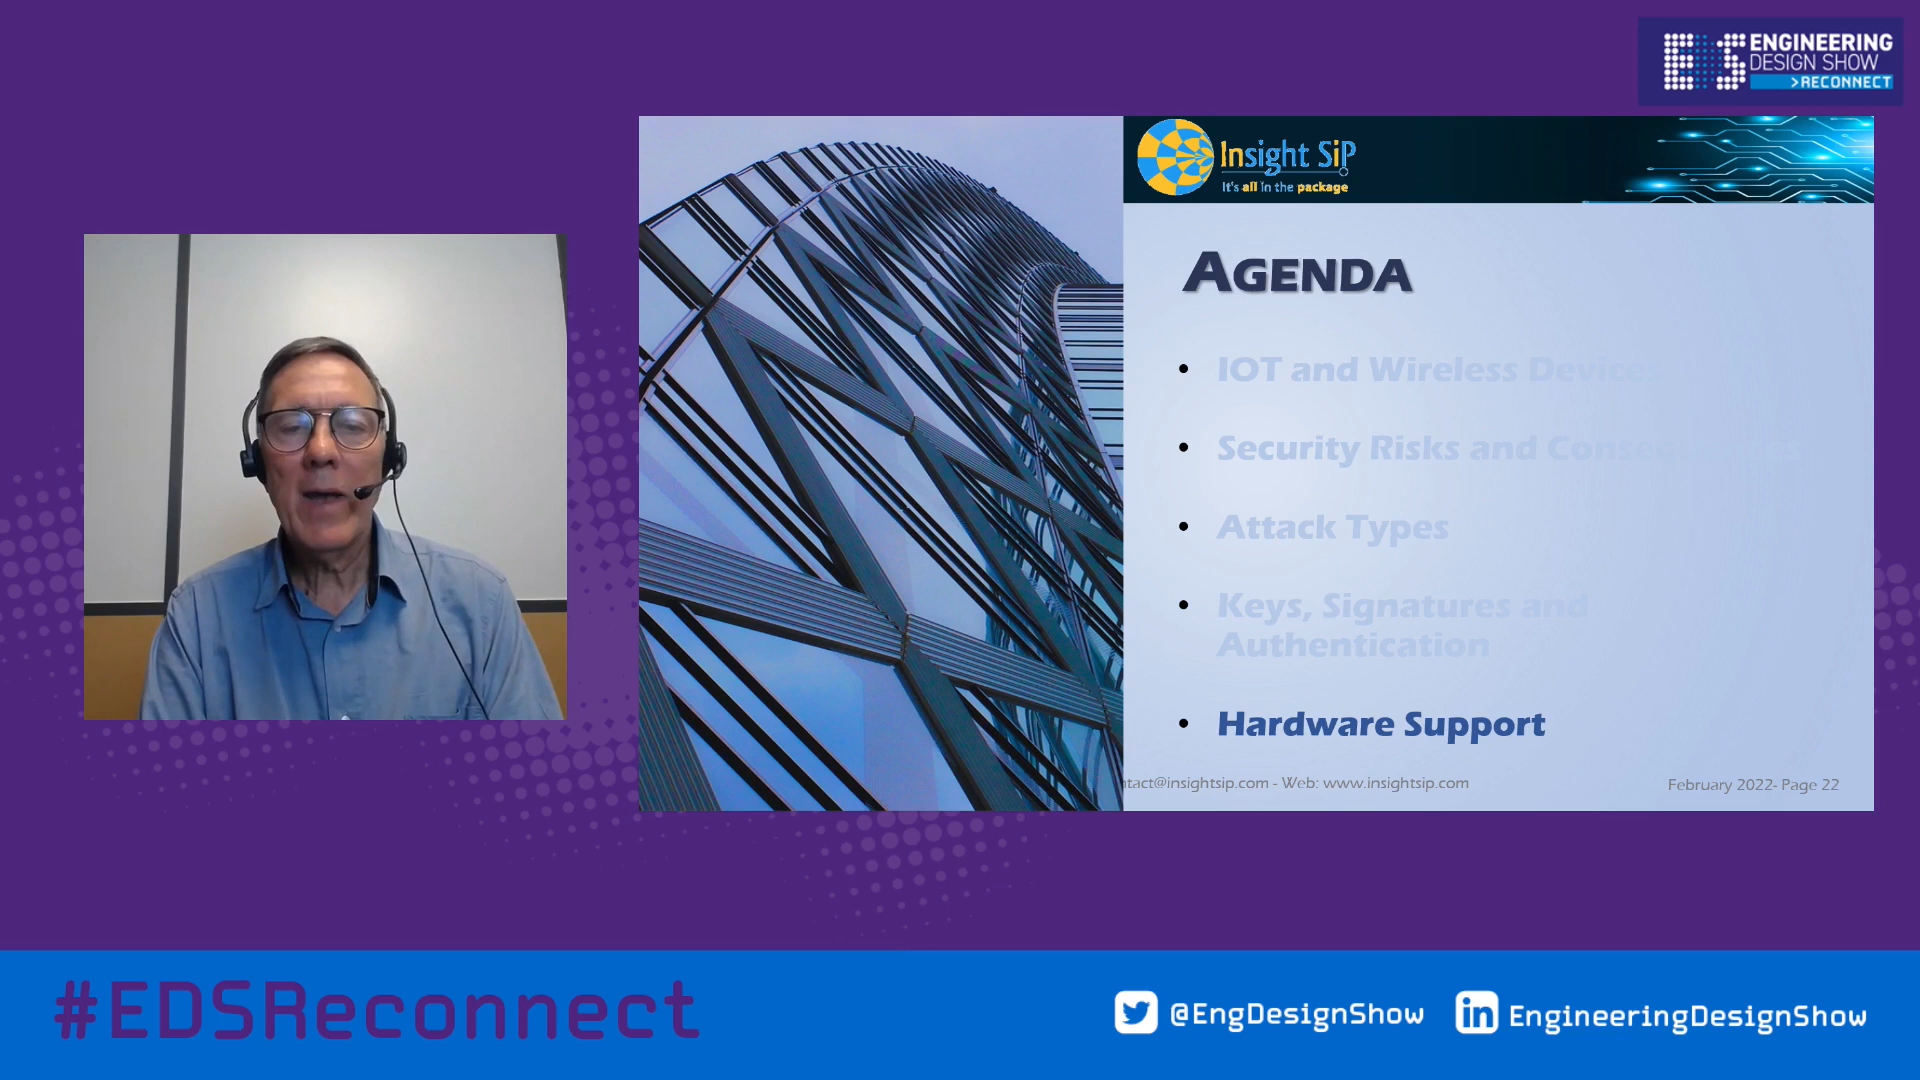 ENGINEERING
DESIGN SHOW
>RECONNECT
Insight SiP
It's all in the package
AGENDA
• IOT and Wireless Devices
• Security Risks and Consequences
• Attack Types
• Keys, Signatures and
Authentication
• Hardware Support
ntact@insightsip.com - Web: www.insightsip.com
February 2022- Page 22
#EDSReconnect
@EngDesignShow
in EngineeringDesignShow